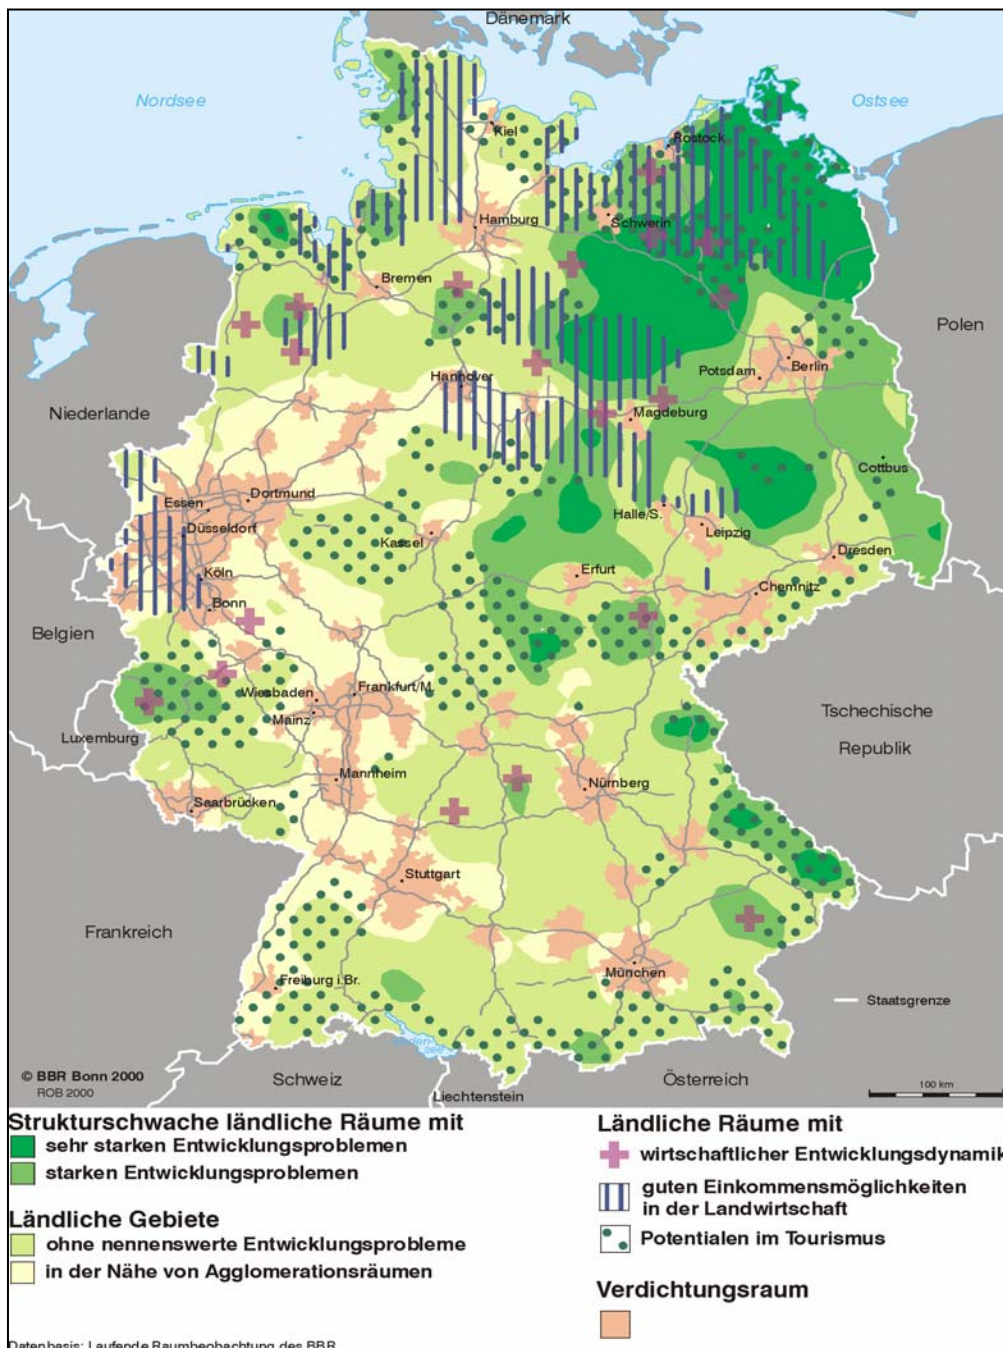 Dänemark
Nordsee
Ostsee
Kiel
Rostock
Hamburg
Schwerin
Bremen
Polen
Berlin
Potsdam
Hannover
Niederlande
Magdeburg
Cottbus
Dortmund
Essen
Halle/S.
Düsseldorf
Leipzig
Kassel
Dresden
Köln
Erfurt
Chemnitz
Bonn
Belgien
Wiesbaden
Frankfurt/M.
Mainz
Luxemburg
Tschechische
Republik
Mannheim
Nürnberg
Saarbrücken
Stuttgart
Frankreich
München
Freiburg i.Br.
Staatsgrenze
see
© BBR Bonn 2000
ROB 2000
Schweiz
Österreich
Liechtenstein
100 km
Strukturschwache ländliche Räume mit
sehr starken Entwicklungsproblemen
starken Entwicklungsproblemen
Ländliche Gebiete
ohne nennenswerte Entwicklungsprobleme
in der Nähe von Agglomerationsräumen
Ländliche Räume mit
wirtschaftlicher Entwicklungsdynamik
guten Einkommensmöglichkeiten
in der Landwirtschaft
Potentialen im Tourismus
Verdichtungsraum
Datenbasis: Laufende Raumbeobachtung des BBR